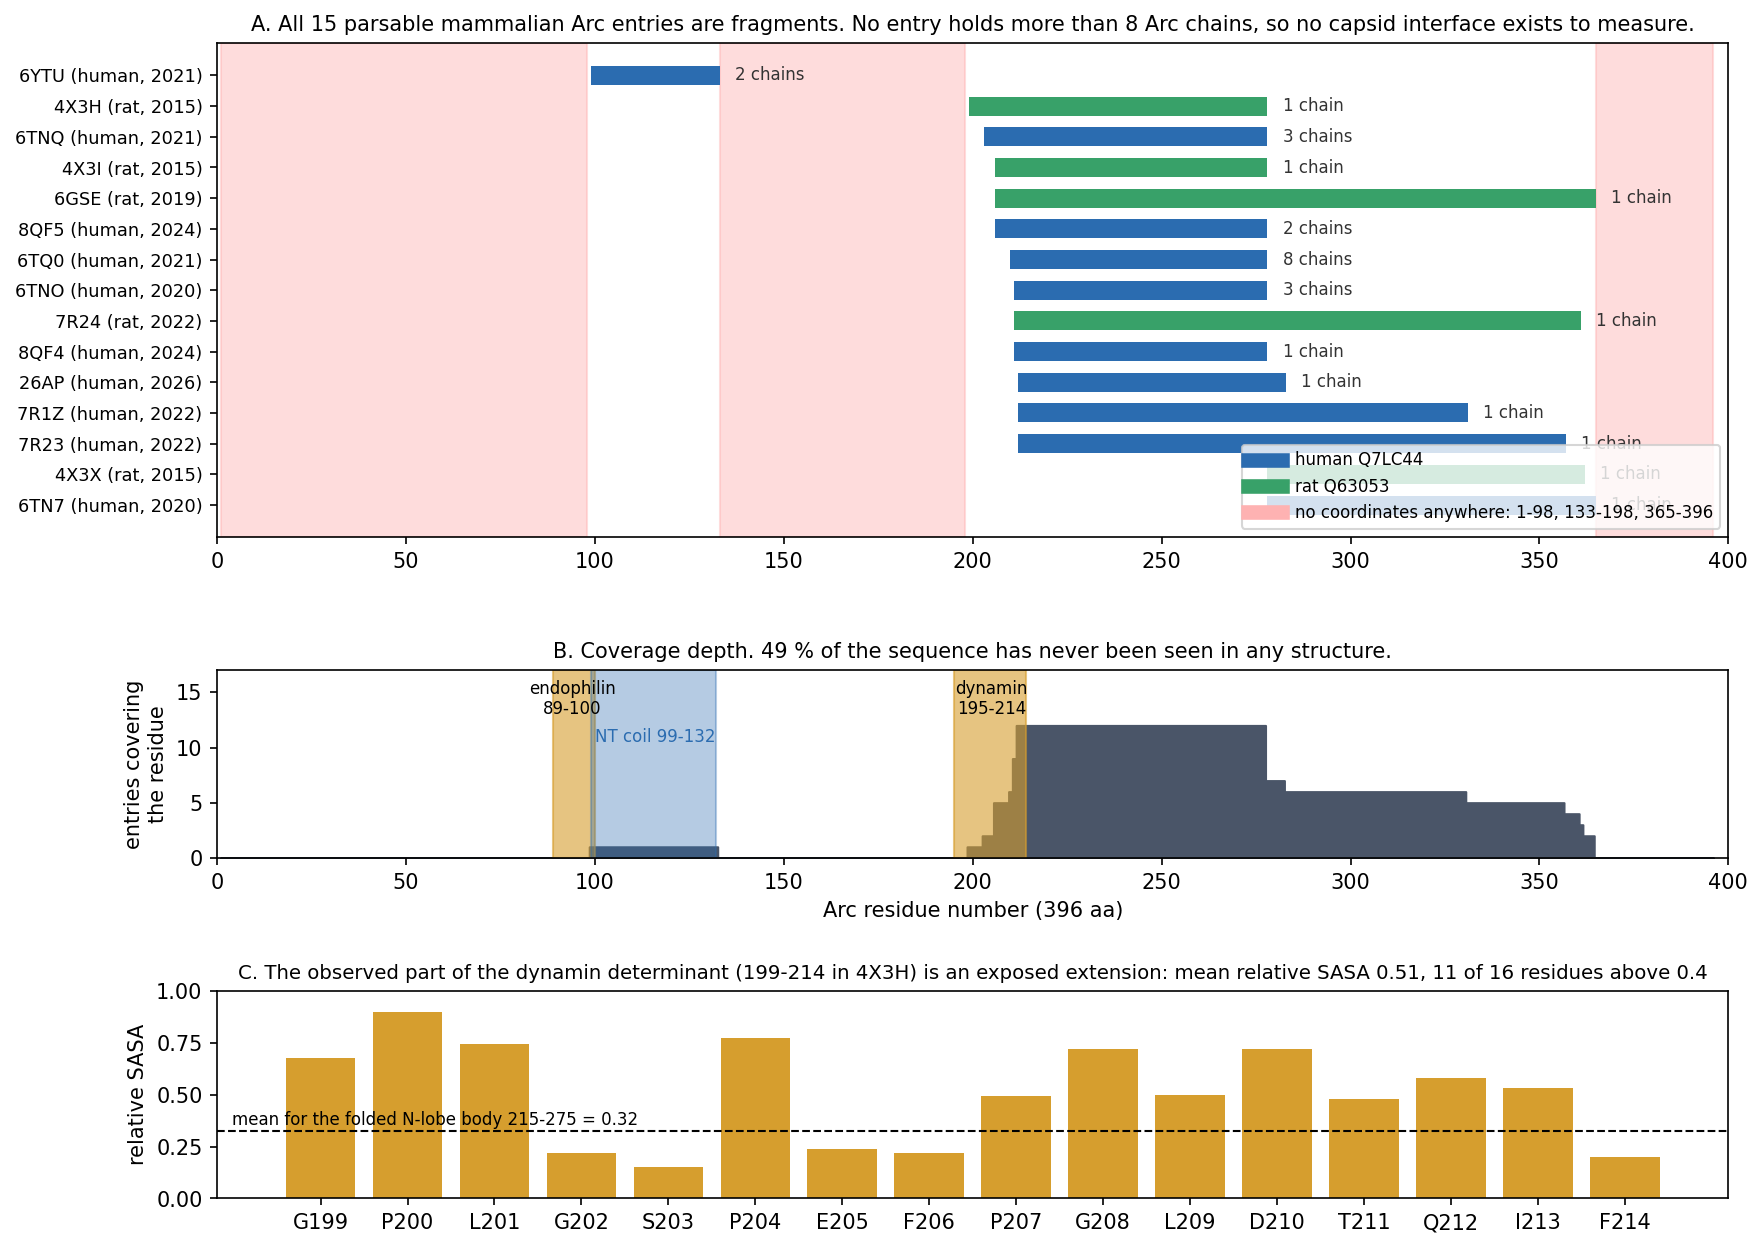 A. All 15 parsable mammalian Arc entries are fragments. No entry holds more than 8 Arc chains, so no capsid interface exists to measure.
6YTU (human, 2021)
2 chains
4X3H (rat, 2015)
1 chain
6TNQ (human, 2021)
3 chains
4X3I (rat, 2015)
1 chain
6GSE (rat, 2019)
1 chain
8QF5 (human, 2024)
2 chains
6TQ0 (human, 2021)
8 chains
6TNO (human, 2020)
3 chains
7R24 (rat, 2022)
1 chain
8QF4 (human, 2024)
1 chain
26AP (human, 2026)
1 chain
7R1Z (human, 2022)
1 chain
7R23 (human, 2022)
1 chain
4X3X (rat, 2015)
1 chain
6TN7 (human, 2020)
1 chain
human Q7LC44
rat Q63053
no coordinates anywhere: 1-98, 133-198, 365-396
0 50 100 150 200 250 300 350 400
B. Coverage depth. 49 % of the sequence has never been seen in any structure.
entries covering
the residue
15
10
5
0
endophilin
89-100
NT coil 99-132
dynamin
195-214
0 50 100 150 200 250 300 350 400
Arc residue number (396 aa)
C. The observed part of the dynamin determinant (199-214 in 4X3H) is an exposed extension: mean relative SASA 0.51, 11 of 16 residues above 0.4
relative SASA
1.00
0.75
0.50
0.25
0.00
mean for the folded N-lobe body 215-275 = 0.32
G199 P200 L201 G202 S203 P204 E205 F206 P207 G208 L209 D210 T211 Q212 I213 F214